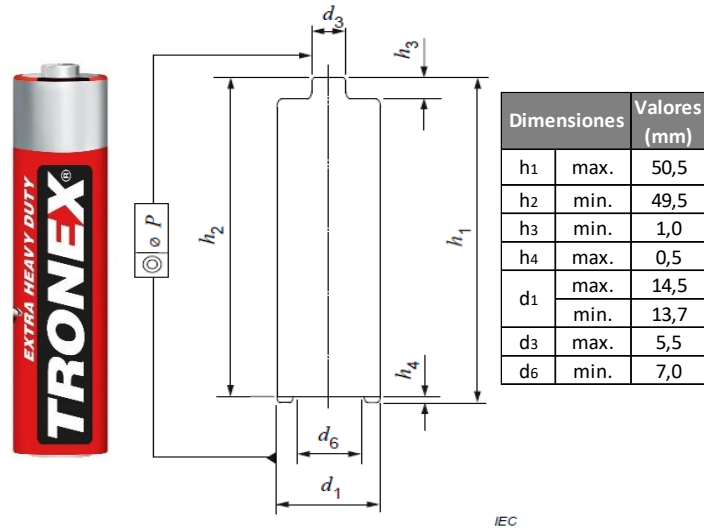 EXTRA HEAVY DUTY
TRONEX®
d3
h3
⌀ P
h2
h1
h4
d6
d1
IEC
Dimensiones Valores (mm)
h1 max. 50,5
h2 min. 49,5
h3 min. 1,0
h4 max. 0,5
d1 max. 14,5
min. 13,7
d3 max. 5,5
d6 min. 7,0